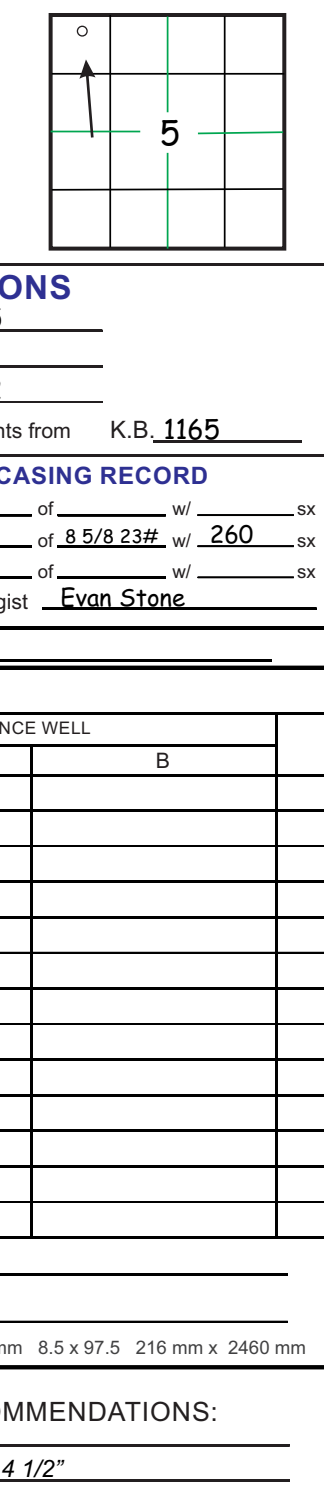 5
ONS
nts from K.B. 1165
CASING RECORD
of w/ sx
of 8 5/8 23# w/ 260 sx
of w/ sx
gist Evan Stone
NCE WELL
B
mm 8.5 x 97.5 216 mm x 2460 mm
OMMENDATIONS:
4 1/2"